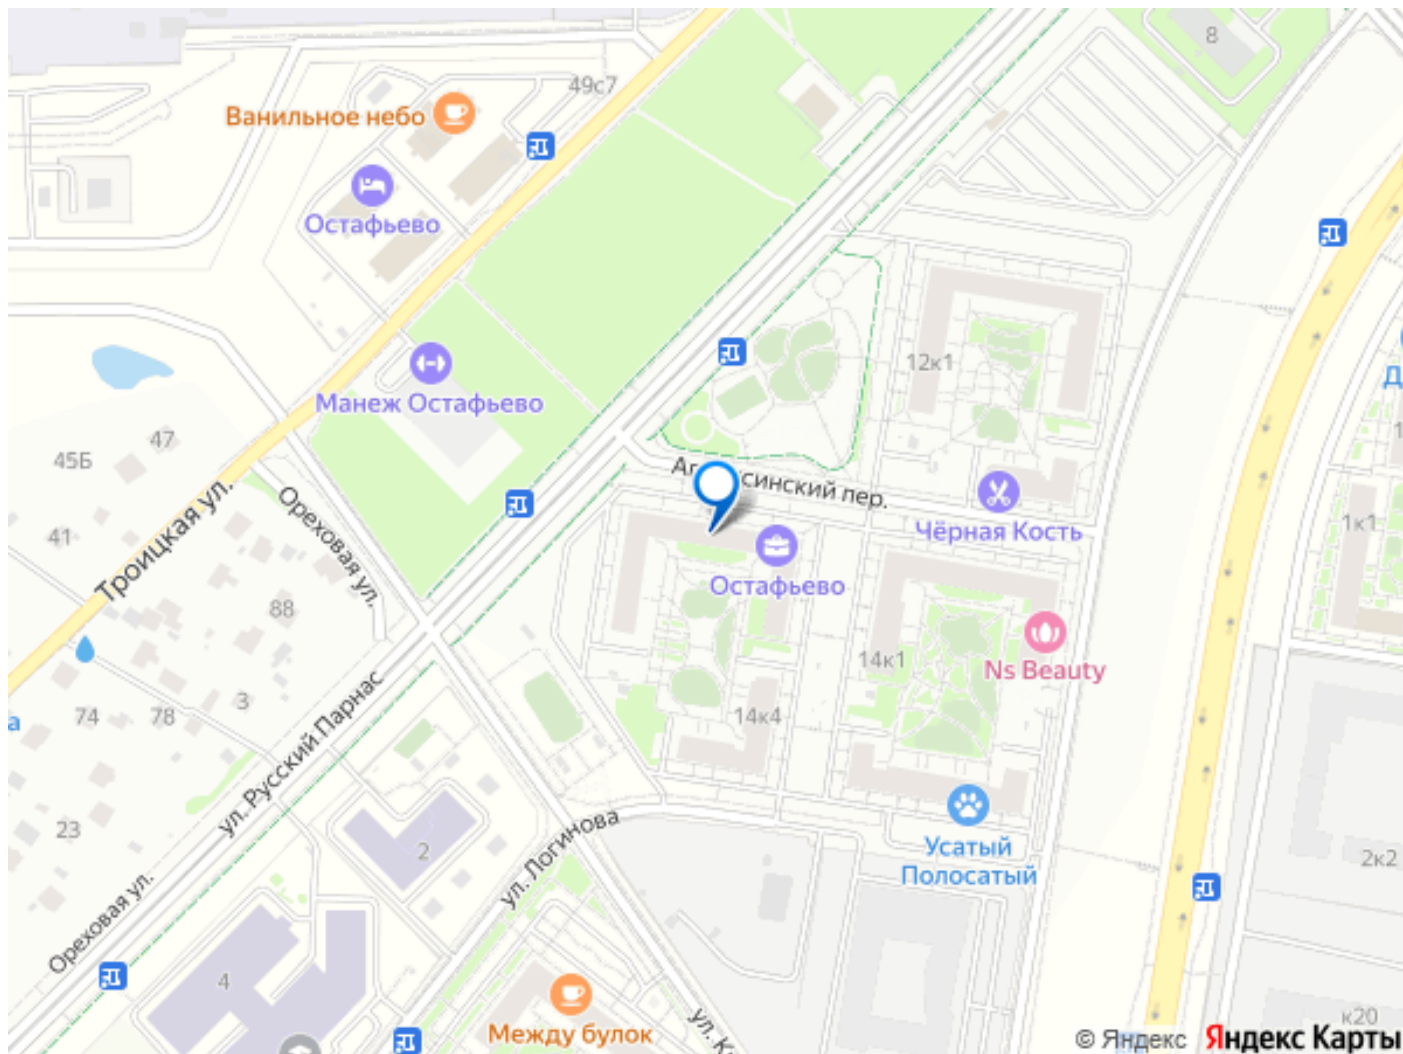 8
49с7
Ванильное небо
Остафьево
12к1
Манеж Остафьево
47
45Б
41
Троицкая ул.
Ореховая ул.
пер.
Чёрная Кость
1к1
Остафьево
88
14к1
Ns Beauty
3
74
78
14к4
ул. Русский Парнас
23
2
ул. Логинова
Усатый
Полосатый
2к2
Ореховая ул.
4
Между булок
к20
© Яндекс Яндекс Карты